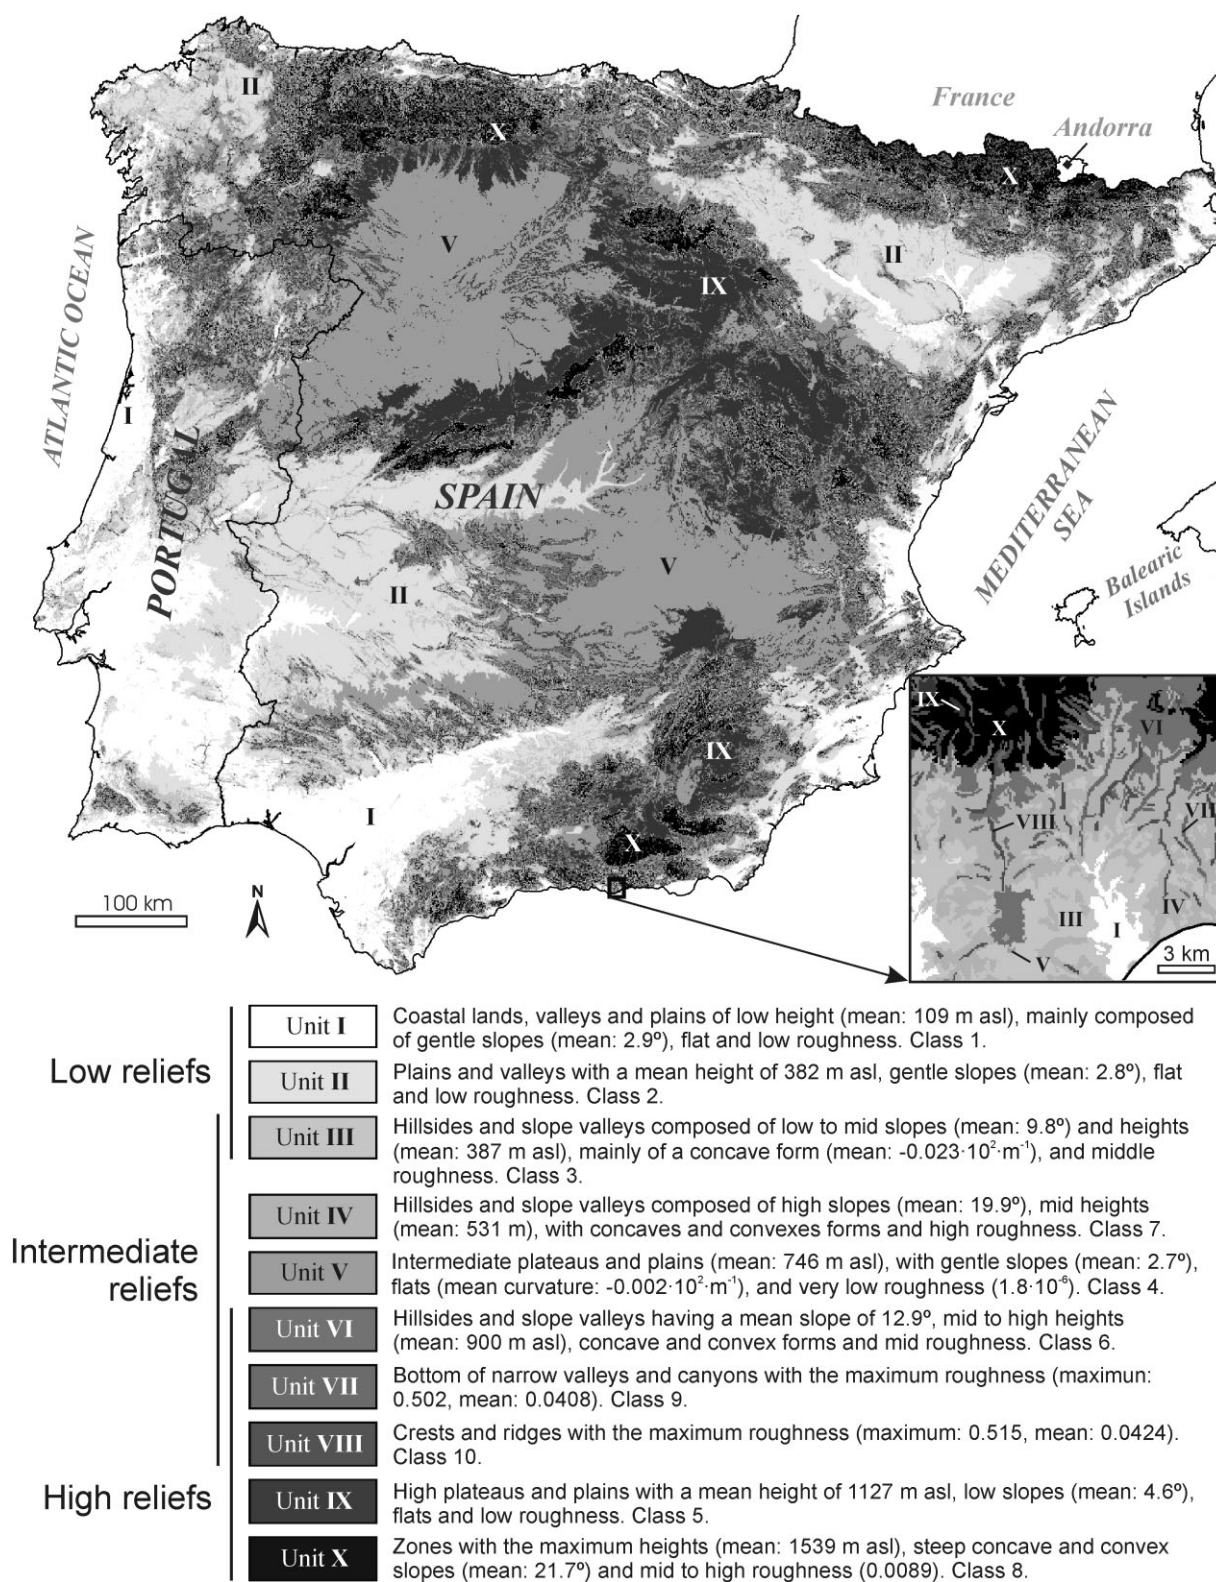 II
X
France
Andorra
X
ATLANTIC OCEAN
V
II
IX
I
PORTUGAL
SPAIN
MEDITERRANEAN
SEA
Balearic
Islands
V
II
IX
I
X
100 km
N
IX
X
VI
VIII
VII
III
I
IV
V
3 km
Low reliefs
Intermediate
reliefs
High reliefs
Unit I
Coastal lands, valleys and plains of low height (mean: 109 m asl), mainly composed
of gentle slopes (mean: 2.9º), flat and low roughness. Class 1.
Unit II
Plains and valleys with a mean height of 382 m asl, gentle slopes (mean: 2.8º), flat
and low roughness. Class 2.
Unit III
Hillsides and slope valleys composed of low to mid slopes (mean: 9.8º) and heights
(mean: 387 m asl), mainly of a concave form (mean: -0.023·10²·m⁻¹), and middle
roughness. Class 3.
Unit IV
Hillsides and slope valleys composed of high slopes (mean: 19.9º), mid heights
(mean: 531 m), with concaves and convexes forms and high roughness. Class 7.
Unit V
Intermediate plateaus and plains (mean: 746 m asl), with gentle slopes (mean: 2.7º),
flats (mean curvature: -0.002·10²·m⁻¹), and very low roughness (1.8·10⁻⁶). Class 4.
Unit VI
Hillsides and slope valleys having a mean slope of 12.9º, mid to high heights
(mean: 900 m asl), concave and convex forms and mid roughness. Class 6.
Unit VII
Bottom of narrow valleys and canyons with the maximum roughness (maximun:
0.502, mean: 0.0408). Class 9.
Unit VIII
Crests and ridges with the maximum roughness (maximum: 0.515, mean: 0.0424).
Class 10.
Unit IX
High plateaus and plains with a mean height of 1127 m asl, low slopes (mean: 4.6º),
flats and low roughness. Class 5.
Unit X
Zones with the maximum heights (mean: 1539 m asl), steep concave and convex
slopes (mean: 21.7º) and mid to high roughness (0.0089). Class 8.